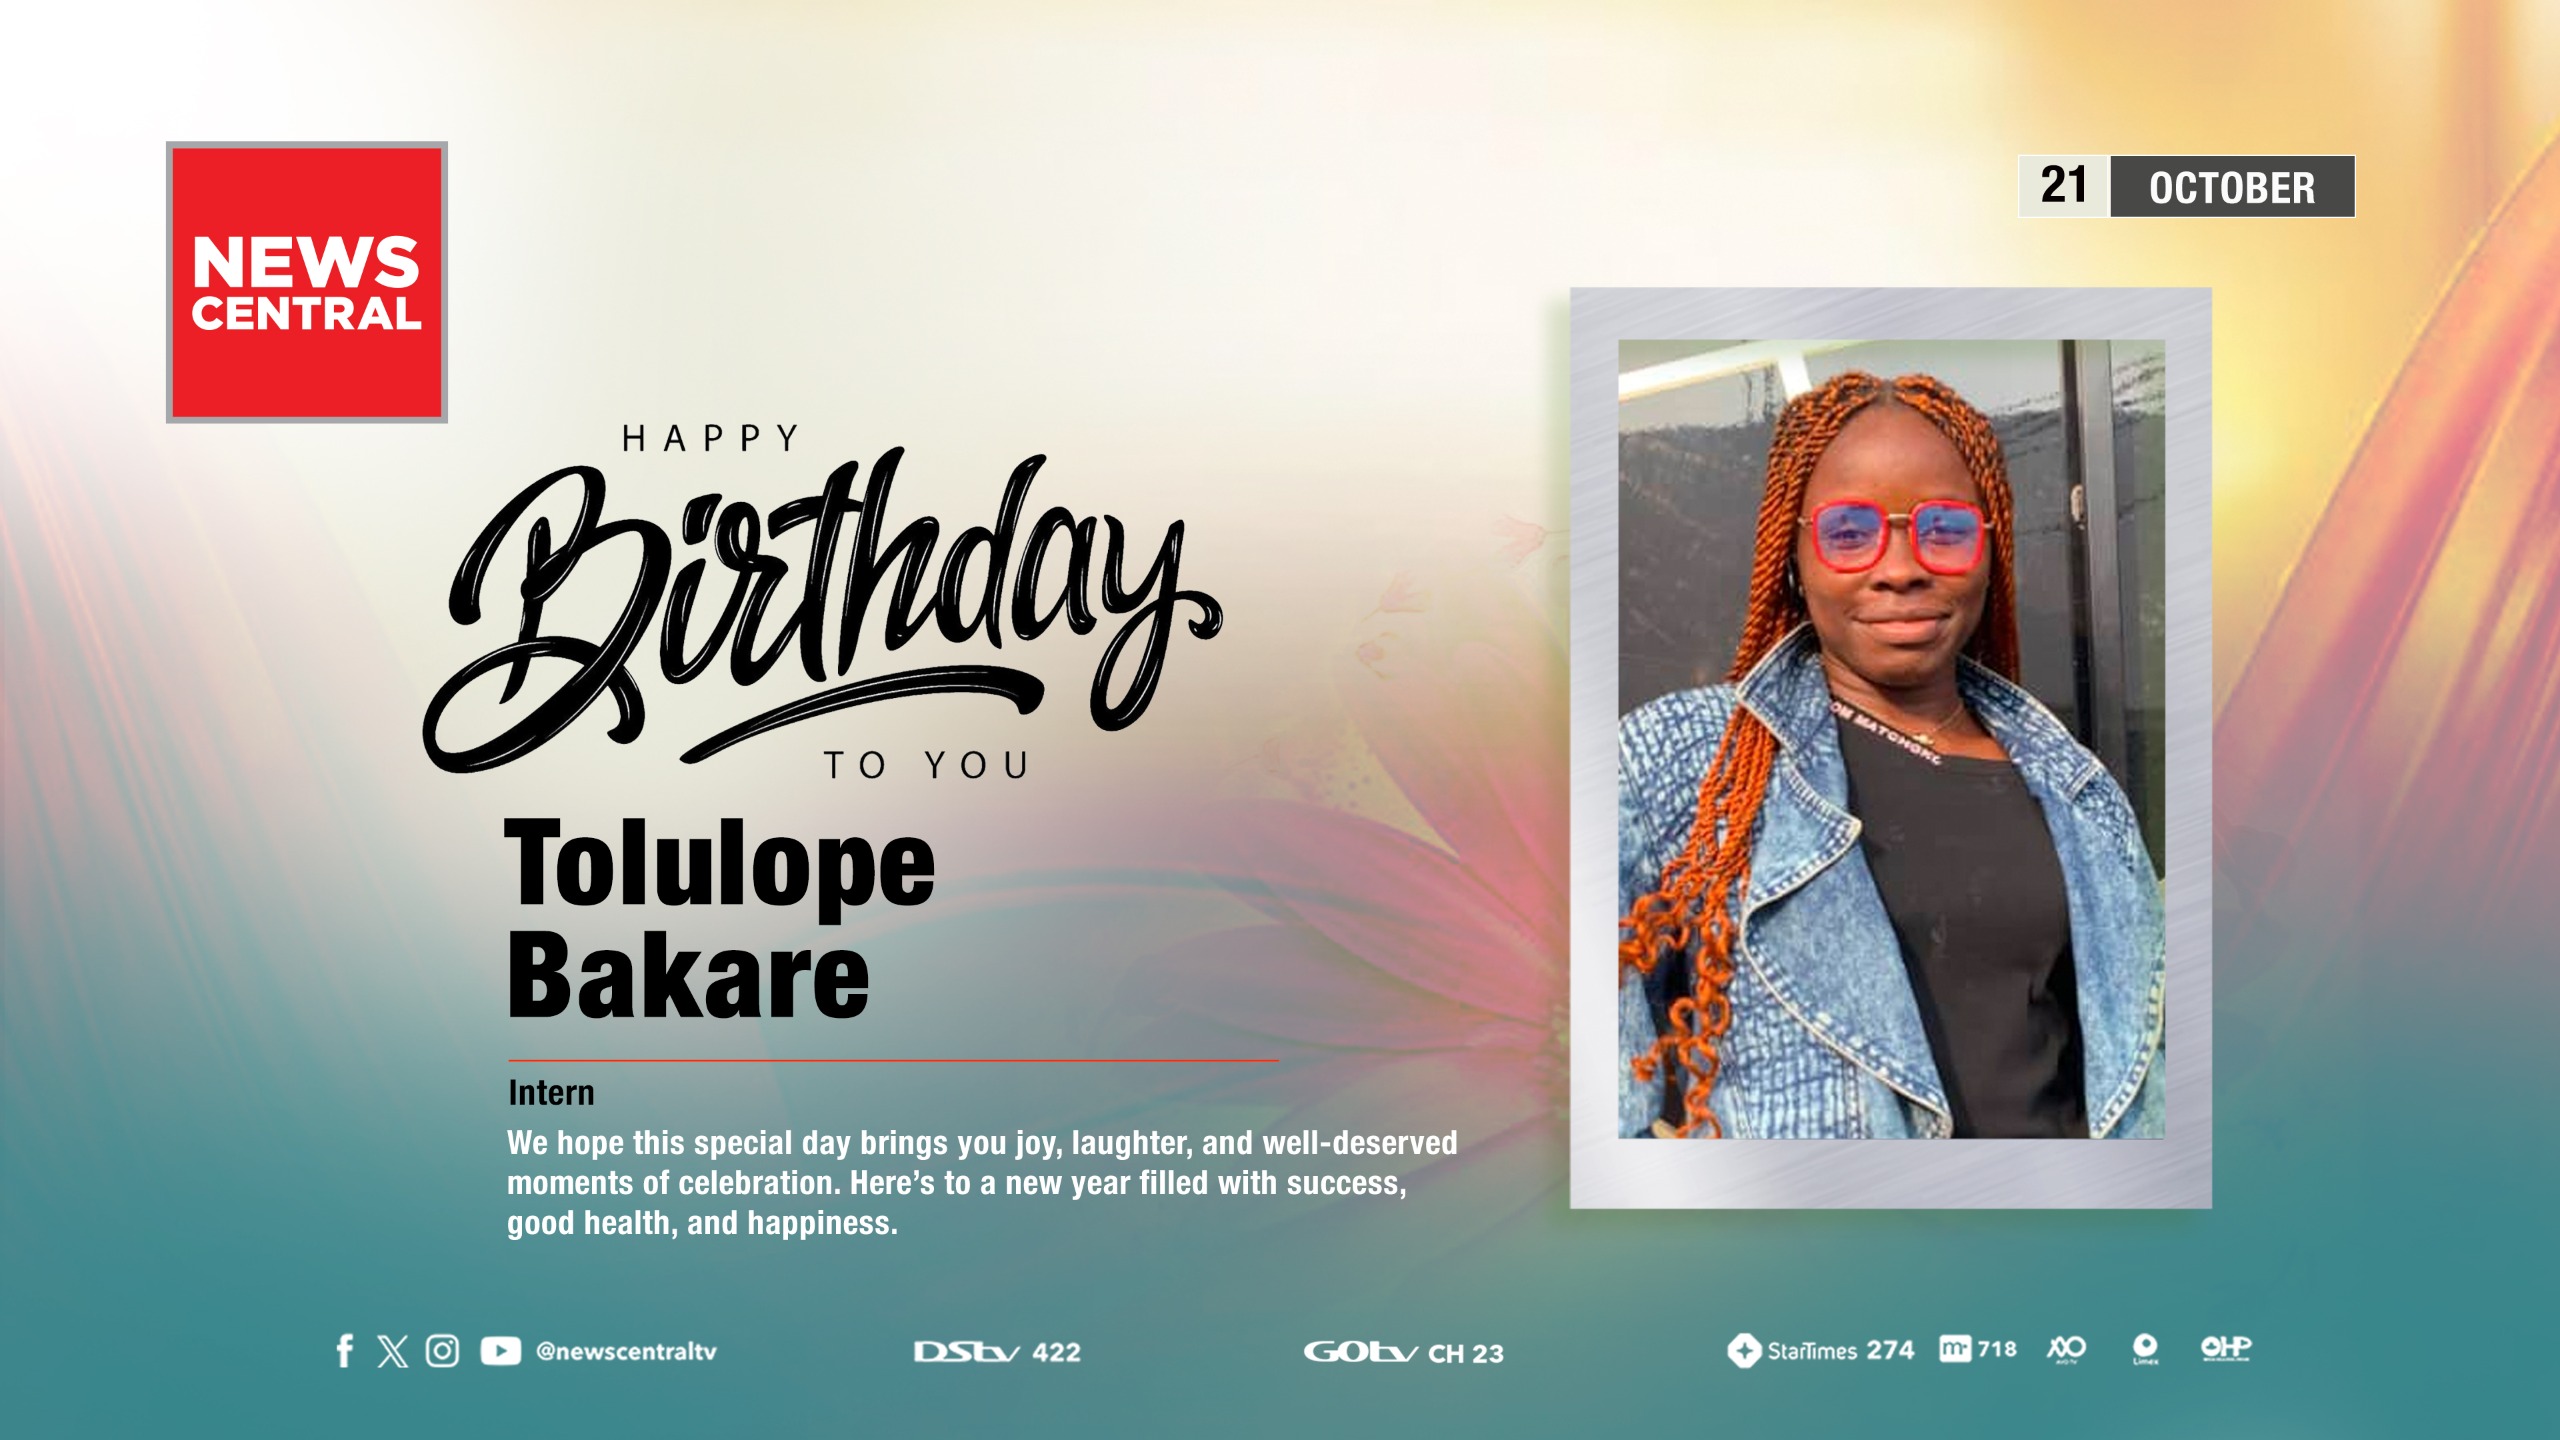 NEWS
CENTRAL
21 OCTOBER
HAPPY
Birthday
TO YOU
Tolulope
Bakare
Intern
We hope this special day brings you joy, laughter, and well-deserved
moments of celebration. Here’s to a new year filled with success,
good health, and happiness.
@newscentraltv DStv 422 GOtv CH 23 StarTimes 274 718 Limex OHP